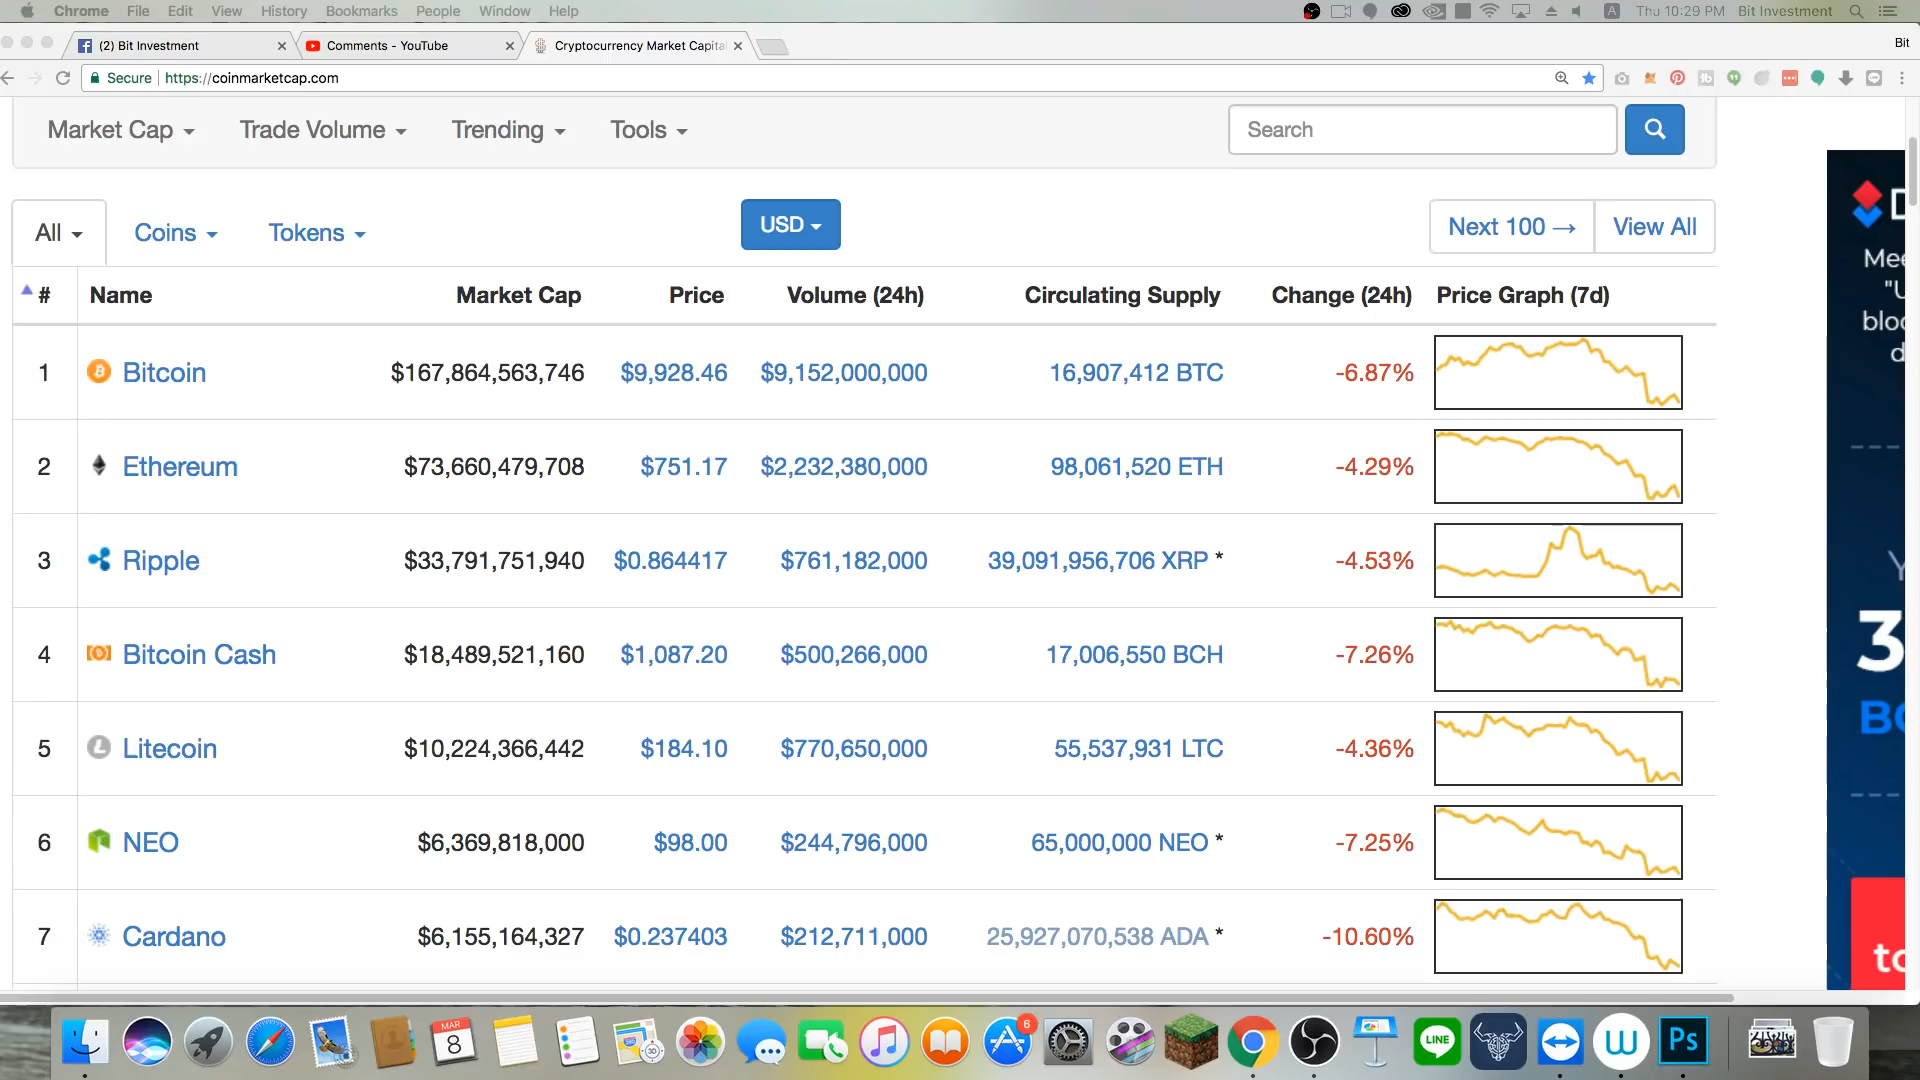 Chrome File Edit View History Bookmarks People Window Help Thu 10:29 PM Bit Investment
(2) Bit Investment Comments - YouTube Cryptocurrency Market Capital Bit
Secure https://coinmarketcap.com
Market Cap Trade Volume Trending Tools Search
All Coins Tokens USD Next 100 → View All
# Name Market Cap Price Volume (24h) Circulating Supply Change (24h) Price Graph (7d)
1 Bitcoin $167,864,563,746 $9,928.46 $9,152,000,000 16,907,412 BTC -6.87%
2 Ethereum $73,660,479,708 $751.17 $2,232,380,000 98,061,520 ETH -4.29%
3 Ripple $33,791,751,940 $0.864417 $761,182,000 39,091,956,706 XRP * -4.53%
4 Bitcoin Cash $18,489,521,160 $1,087.20 $500,266,000 17,006,550 BCH -7.26%
5 Litecoin $10,224,366,442 $184.10 $770,650,000 55,537,931 LTC -4.36%
6 NEO $6,369,818,000 $98.00 $244,796,000 65,000,000 NEO * -7.25%
7 Cardano $6,155,164,327 $0.237403 $212,711,000 25,927,070,538 ADA * -10.60%
MAR
8
6
LINE
Ps